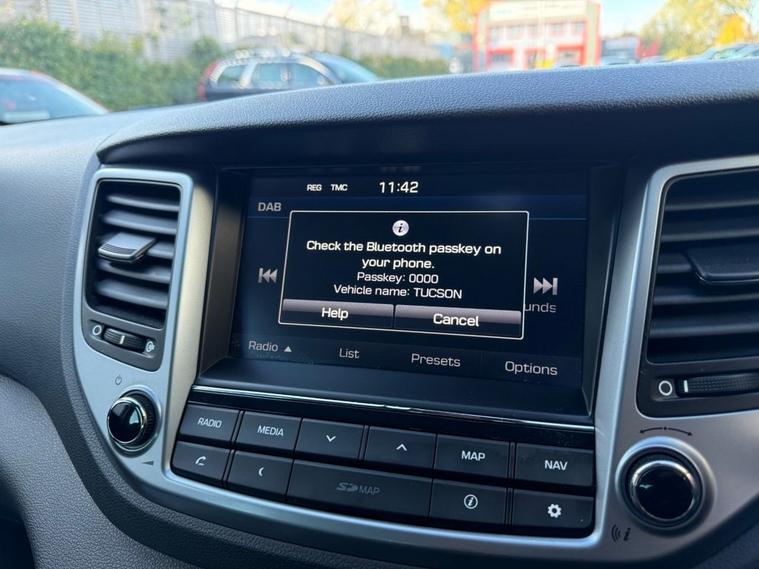 REG TMC 11:42
DAB
i
Check the Bluetooth passkey on
your phone.
Passkey: 0000
Vehicle name: TUCSON
unds
Help Cancel
Radio List Presets Options
RADIO MEDIA MAP NAV
SD MAP i
i